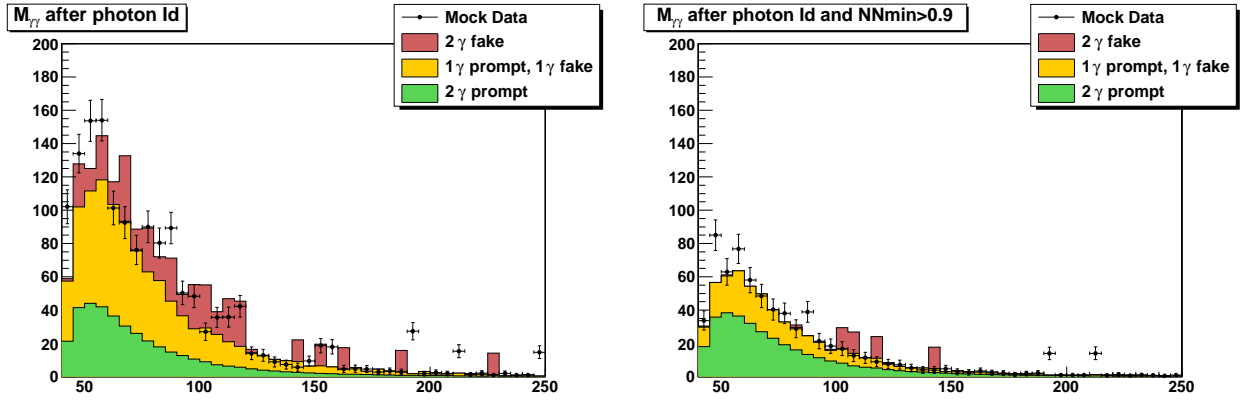 M γγ after photon Id
Mock Data
2 γ fake
1 γ prompt, 1 γ fake
2 γ prompt
200
180
160
140
120
100
80
60
40
20
0
50 100 150 200 250
M γγ after photon Id and NNmin>0.9
Mock Data
2 γ fake
1 γ prompt, 1 γ fake
2 γ prompt
200
180
160
140
120
100
80
60
40
20
0
50 100 150 200 250